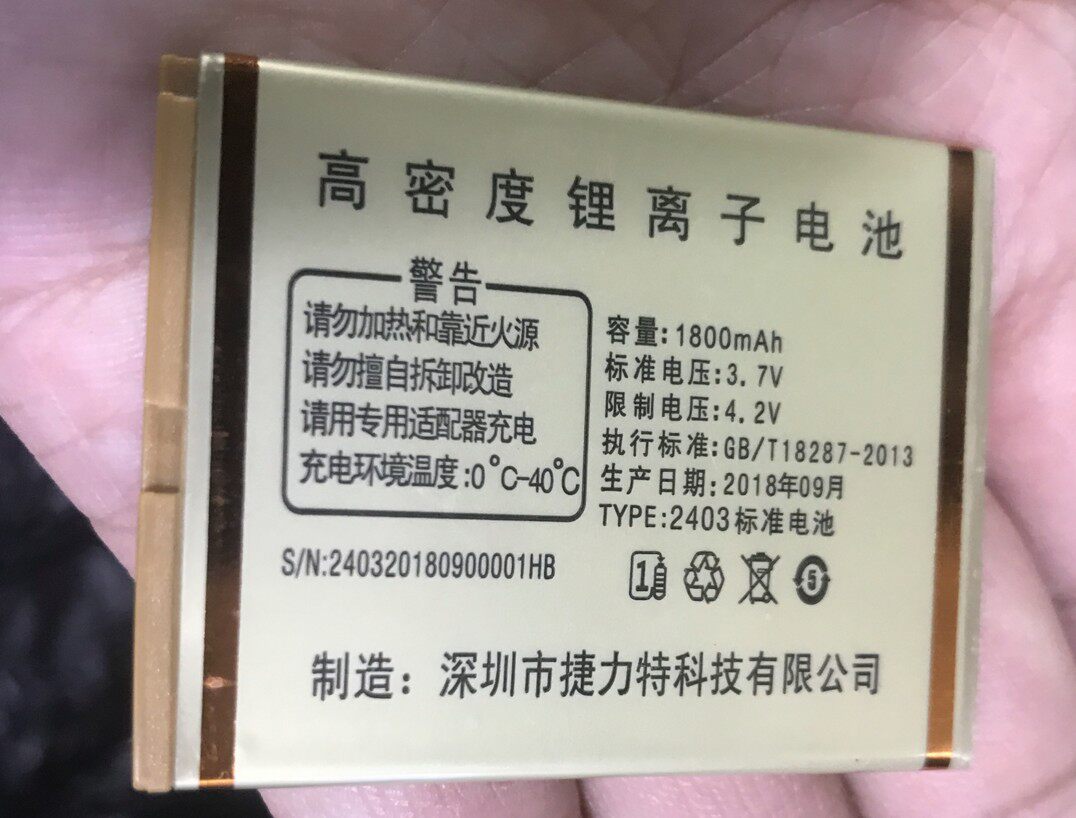 高密度锂离子电池
警告
请勿加热和靠近火源
请勿擅自拆卸改造
请用专用适配器充电
充电环境温度:0℃-40℃
容量:1800mAh
标准电压:3.7V
限制电压:4.2V
执行标准:GB/T18287-2013
生产日期:2018年09月
TYPE:2403标准电池
S/N:240320180900001HB
1
5
制造：深圳市捷力特科技有限公司